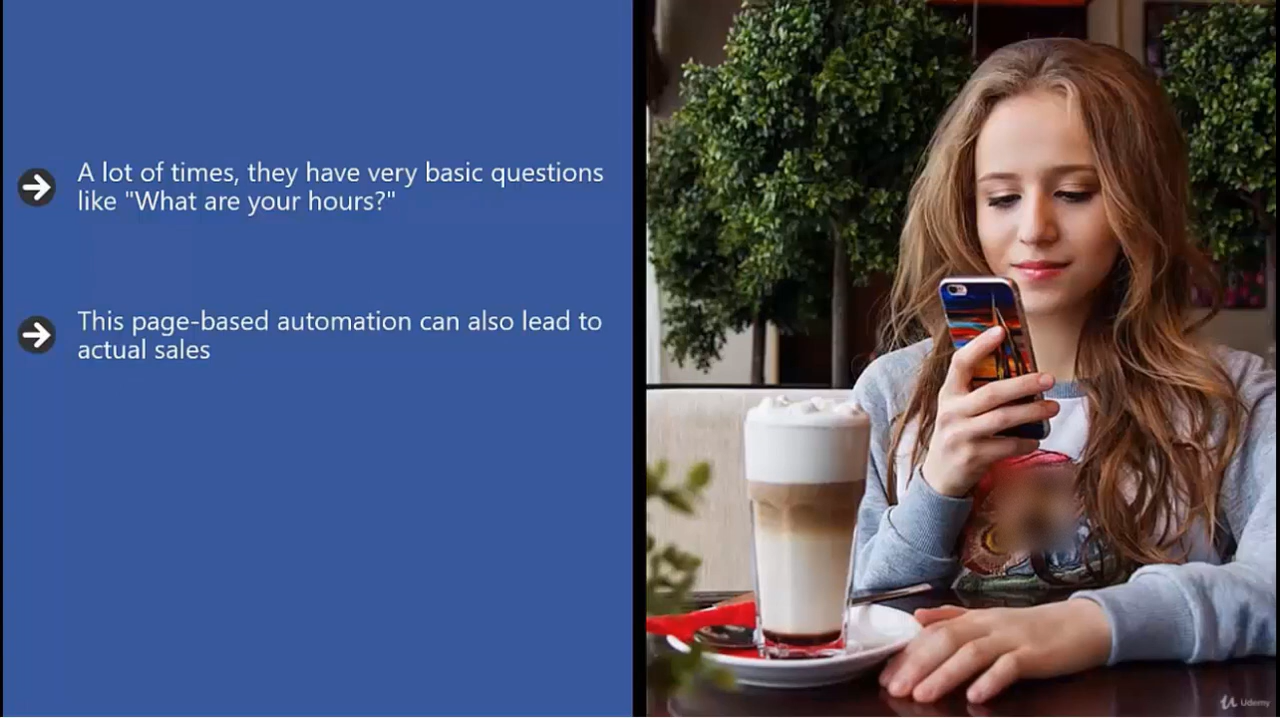 A lot of times, they have very basic questions
like "What are your hours?"
This page-based automation can also lead to
actual sales
Udemy